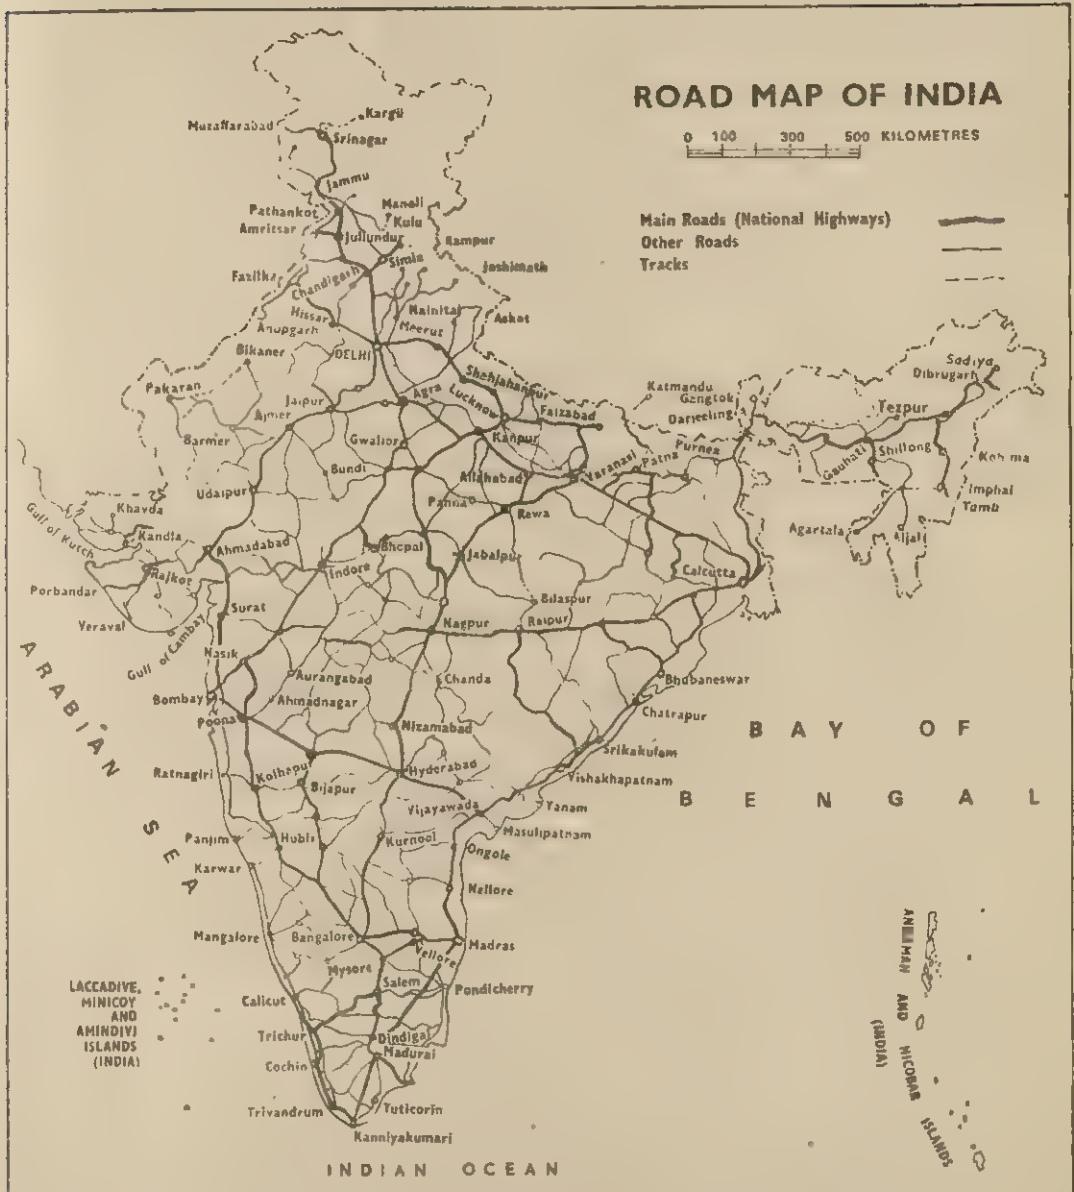 ROAD MAP OF INDIA
0 100 300 500 KILOMETRES
Main Roads (National Highways)
Other Roads
Tracks
Muzaffarabad
Kargil
Srinagar
Jammu
Pathankot
Manali
Kulu
Amritsar
Jullundur
Rampur
Simla
Joshimath
Fazilka
Chandigarh
Hissar
Nainital
Askot
Anupgarh
Meerut
Bikaner
DELHI
Sadiya
Dibrugarh
Pakaran
Shahjahanpur
Katmandu
Gangtok
Jaipur
Agra
Lucknow
Faizabad
Darjeeling
Tezpur
Ajmer
Barmer
Gwalior
Kanpur
Purnea
Gauhati
Shillong
Kohima
Bundi
Allahabad
Varanasi
Patna
Udaipur
Panna
Rewa
Imphal
Tamu
Khavda
Gulf of Kutch
Kandla
Agartala
Aijal
Ahmadabad
Bhopal
Jabalpur
Rajkot
Indore
Calcutta
Porbandar
Surat
Bilaspur
Veraval
Gulf of Cambay
Nagpur
Raipur
Nasik
Aurangabad
Chanda
Bhubaneswar
Bombay
Ahmadnagar
Chatrapur
Poona
Nizamabad
ARABIAN SEA
BAY OF
BENGAL
Srikakulam
Ratnagiri
Kolhapur
Hyderabad
Vishakhapatnam
Bijapur
Vijayawada
Yanam
Masulipatnam
Panjim
Hubli
Kurnool
Ongole
Karwar
Nellore
Mangalore
Bangalore
Madras
Vellore
Mysore
LACCADIVE,
MINICOY
AND
AMINDIVI
ISLANDS
(INDIA)
Salem
Pondicherry
Calicut
Trichur
Dindigal
Madurai
Cochin
Trivandrum
Tuticorin
Kanniyakumari
ANDAMAN AND NICOBAR ISLANDS
(INDIA)
INDIAN OCEAN